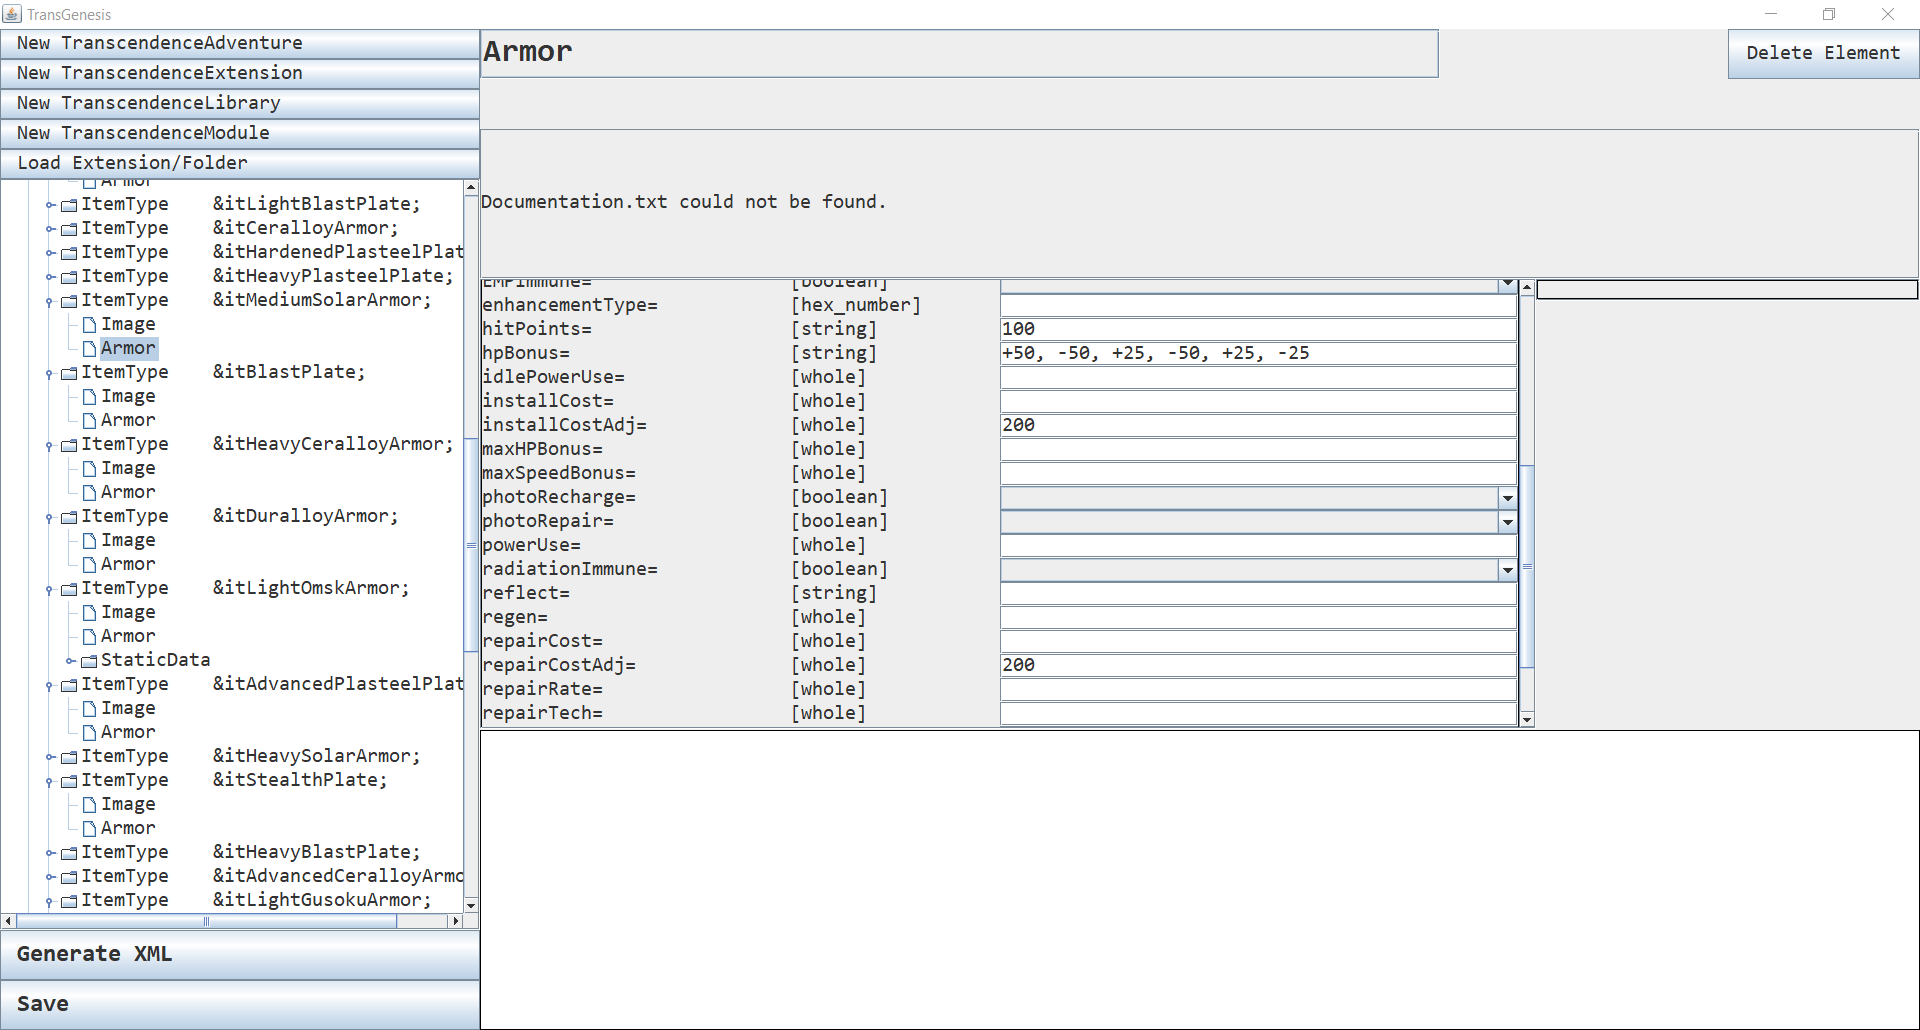 TransGenesis
New TranscendenceAdventure
New TranscendenceExtension
New TranscendenceLibrary
New TranscendenceModule
Load Extension/Folder
Armor
ItemType &itLightBlastPlate;
ItemType &itCeralloyArmor;
ItemType &itHardenedPlasteelPlat
ItemType &itHeavyPlasteelPlate;
ItemType &itMediumSolarArmor;
Image
Armor
ItemType &itBlastPlate;
Image
Armor
ItemType &itHeavyCeralloyArmor;
Image
Armor
ItemType &itDuralloyArmor;
Image
Armor
ItemType &itLightOmskArmor;
Image
Armor
StaticData
ItemType &itAdvancedPlasteelPlat
Image
Armor
ItemType &itHeavySolarArmor;
ItemType &itStealthPlate;
Image
Armor
ItemType &itHeavyBlastPlate;
ItemType &itAdvancedCeralloyArmo
ItemType &itLightGusokuArmor;
Generate XML
Save
Armor
Delete Element
Documentation.txt could not be found.
EMPImmune= [boolean]
enhancementType= [hex_number]
hitPoints= [string] 100
hpBonus= [string] +50, -50, +25, -50, +25, -25
idlePowerUse= [whole]
installCost= [whole]
installCostAdj= [whole] 200
maxHPBonus= [whole]
maxSpeedBonus= [whole]
photoRecharge= [boolean]
photoRepair= [boolean]
powerUse= [whole]
radiationImmune= [boolean]
reflect= [string]
regen= [whole]
repairCost= [whole]
repairCostAdj= [whole] 200
repairRate= [whole]
repairTech= [whole]